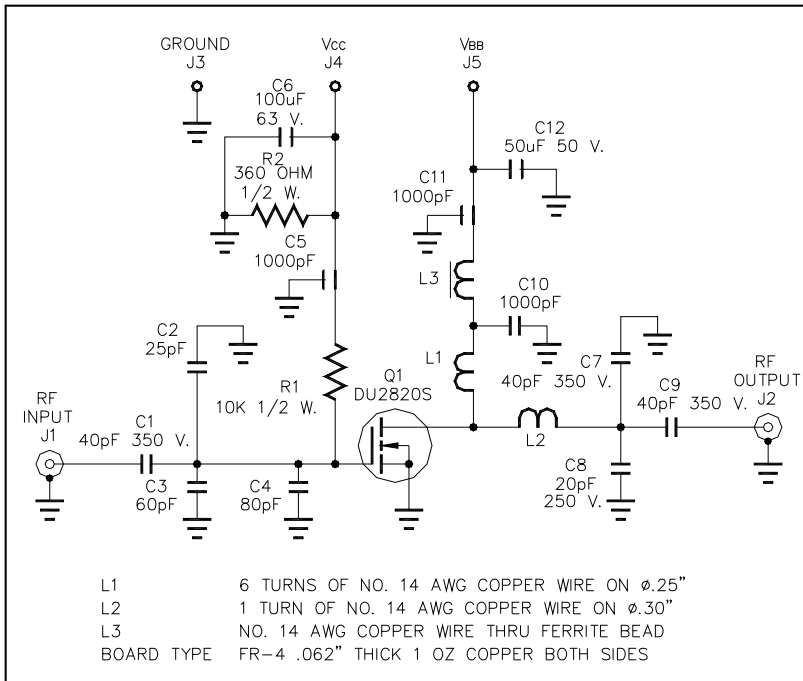 GROUND
J3
Vcc
J4
VBB
J5
C6
100uF
63 V.
R2
360 OHM
1/2 W.
C5
1000pF
C12
50uF 50 V.
C11
1000pF
L3
C10
1000pF
C2
25pF
L1
C7
40pF 350 V.
R1
10K 1/2 W.
Q1
DU2820S
RF
INPUT
J1
C1
40pF 350 V.
C9
40pF 350 V.
RF
OUTPUT
J2
L2
C3
60pF
C4
80pF
C8
20pF
250 V.
L1 6 TURNS OF NO. 14 AWG COPPER WIRE ON ø.25”
L2 1 TURN OF NO. 14 AWG COPPER WIRE ON ø.30”
L3 NO. 14 AWG COPPER WIRE THRU FERRITE BEAD
BOARD TYPE FR-4 .062” THICK 1 OZ COPPER BOTH SIDES